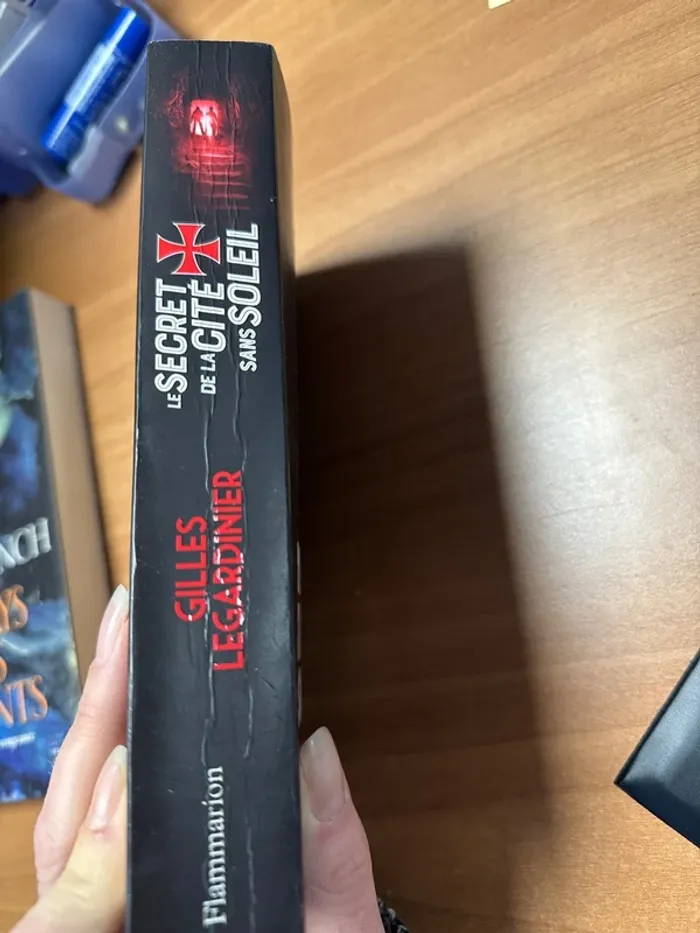 LE SECRET
DE LA CITÉ
SANS SOLEIL
GILLES
LEGARDINIER
Flammarion